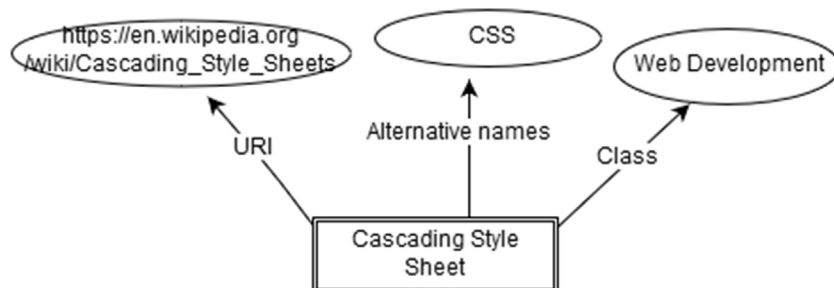 https://en.wikipedia.org
/wiki/Cascading_Style_Sheets
CSS
Web Development
URI
Alternative names
Class
Cascading Style
Sheet